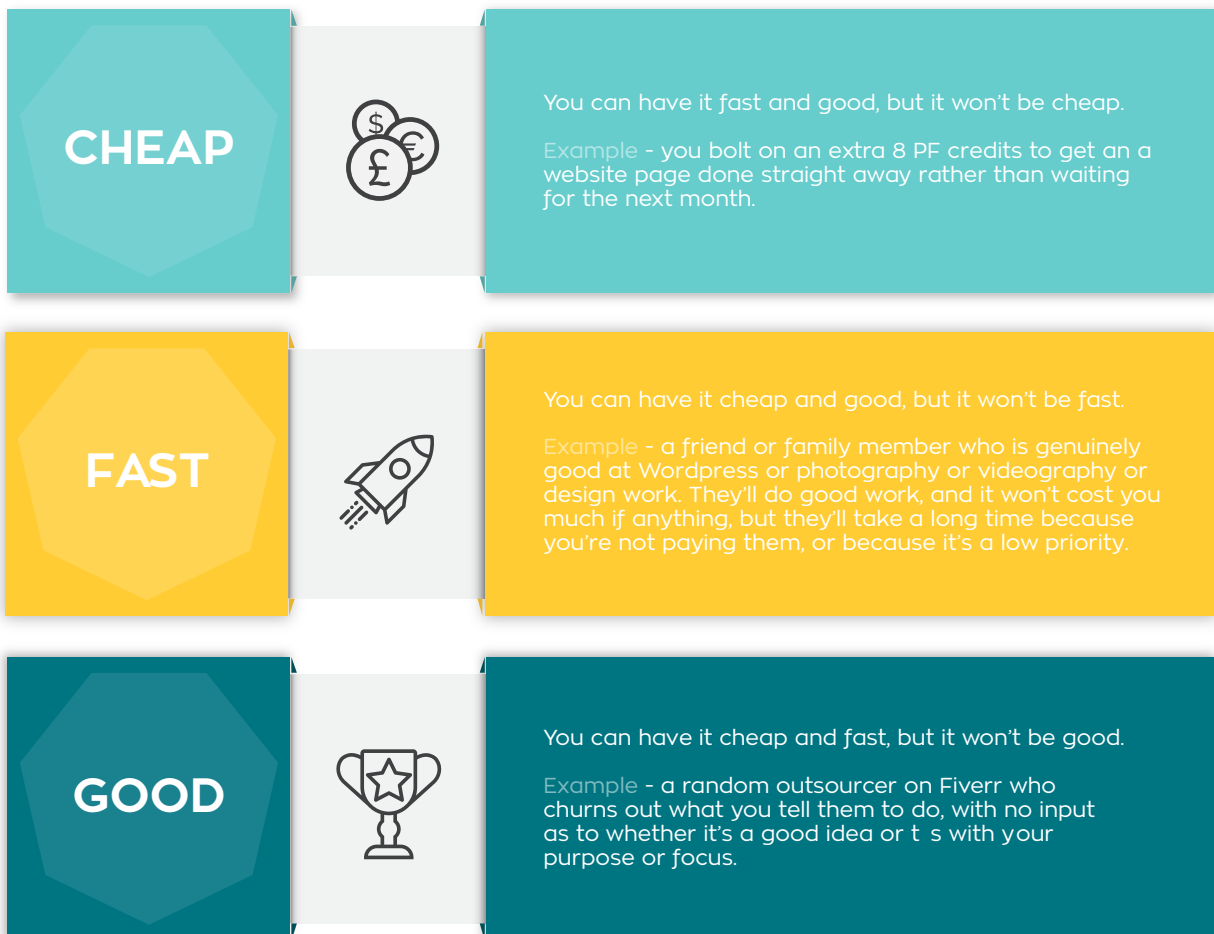 CHEAP
$
€
£
You can have it fast and good, but it won't be cheap.
Example - you bolt on an extra 8 PF credits to get an a
website page done straight away rather than waiting
for the next month.
FAST
You can have it cheap and good, but it won't be fast.
Example - a friend or family member who is genuinely
good at Wordpress or photography or videography or
design work. They'll do good work, and it won't cost you
much if anything, but they'll take a long time because
you're not paying them, or because it's a low priority.
GOOD
You can have it cheap and fast, but it won't be good.
Example - a random outsourcer on Fiverr who
churns out what you tell them to do, with no input
as to whether it's a good idea or t s with your
purpose or focus.